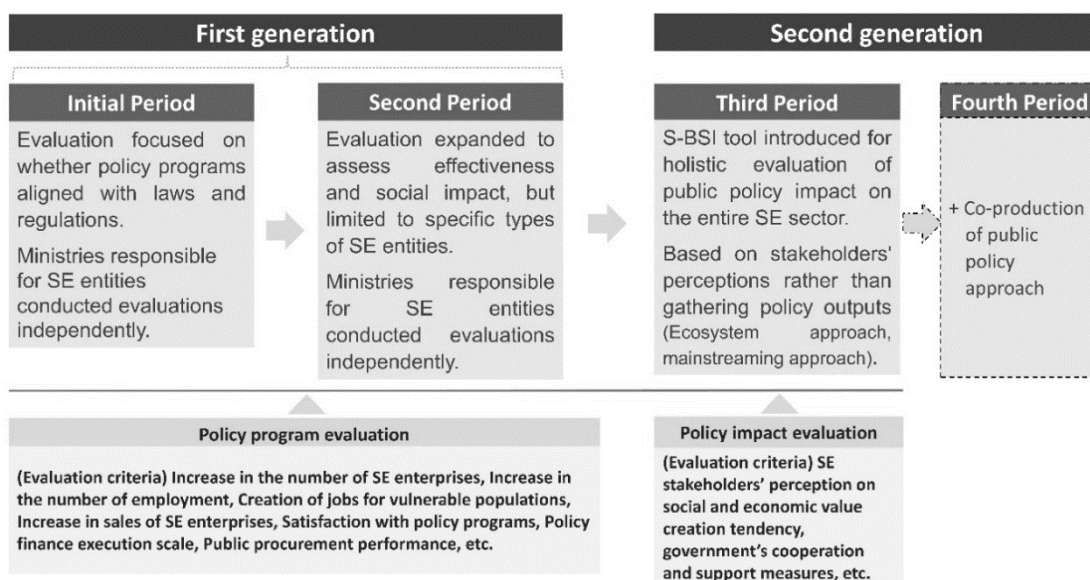 First generation
Second generation
Initial Period
Evaluation focused on
whether policy programs
aligned with laws and
regulations.
Ministries responsible
for SE entities
conducted evaluations
independently.
Second Period
Evaluation expanded to
assess effectiveness
and social impact, but
limited to specific types
of SE entities.
Ministries responsible
for SE entities
conducted evaluations
independently.
Third Period
S-BSI tool introduced for
holistic evaluation of
public policy impact on
the entire SE sector.
Based on stakeholders'
perceptions rather than
gathering policy outputs
(Ecosystem approach,
mainstreaming approach).
Fourth Period
+ Co-production
of public
policy
approach
Policy program evaluation
(Evaluation criteria) Increase in the number of SE enterprises, Increase in
the number of employment, Creation of jobs for vulnerable populations,
Increase in sales of SE enterprises, Satisfaction with policy programs, Policy
finance execution scale, Public procurement performance, etc.
Policy impact evaluation
(Evaluation criteria) SE
stakeholders’ perception on
social and economic value
creation tendency,
government’s cooperation
and support measures, etc.